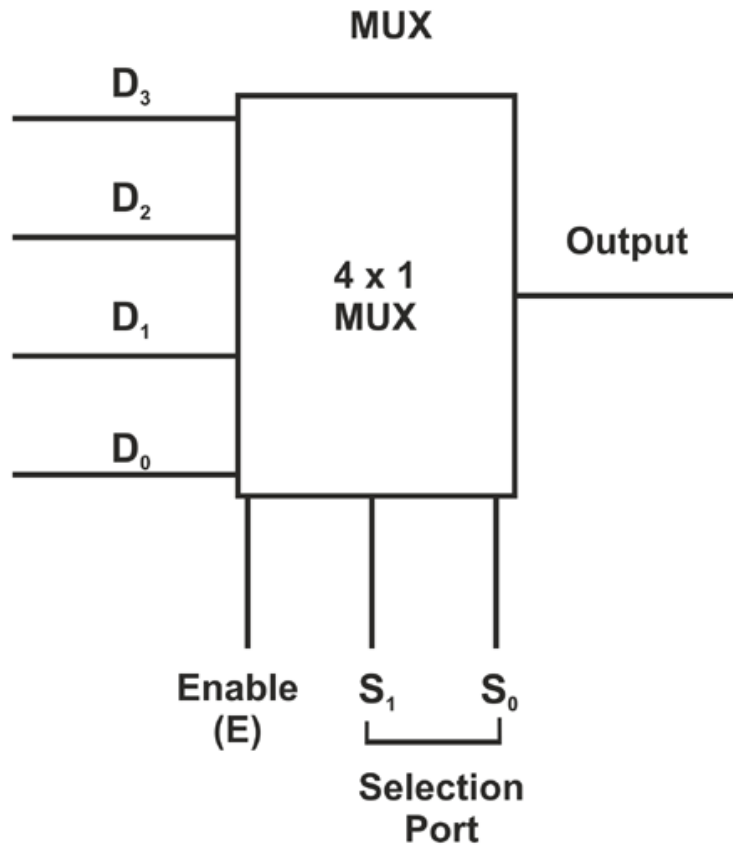 MUX
D₃
D₂
D₁
D₀
4 x 1
MUX
Output
Enable
(E)
S₁
S₀
Selection
Port